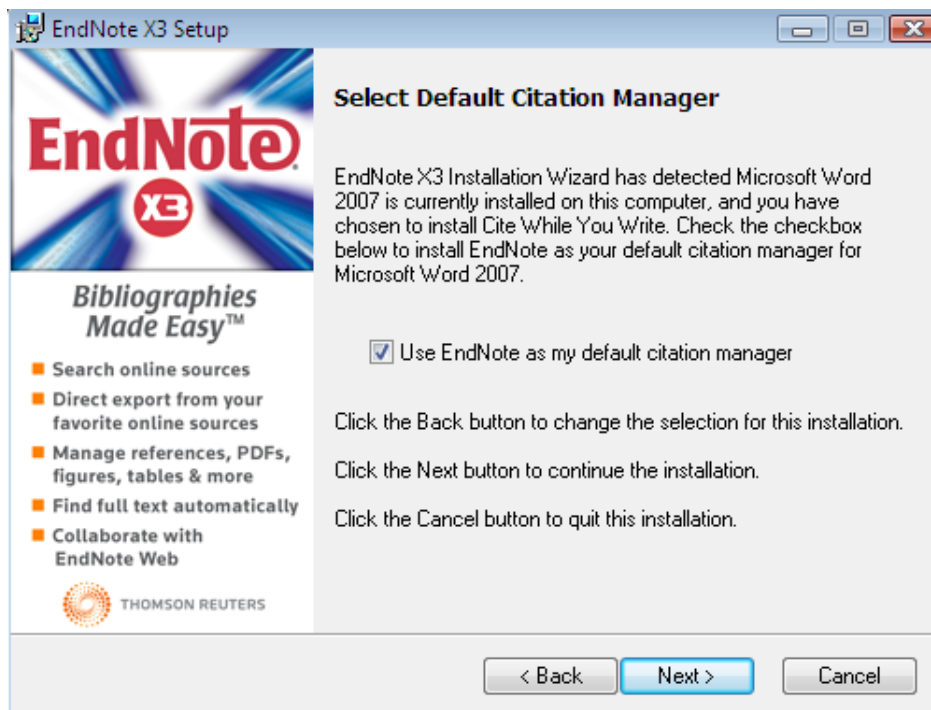 EndNote X3 Setup
EndNote
X3
Bibliographies
Made Easy™
Search online sources
Direct export from your
favorite online sources
Manage references, PDFs,
figures, tables & more
Find full text automatically
Collaborate with
EndNote Web
THOMSON REUTERS
Select Default Citation Manager
EndNote X3 Installation Wizard has detected Microsoft Word
2007 is currently installed on this computer, and you have
chosen to install Cite While You Write. Check the checkbox
below to install EndNote as your default citation manager for
Microsoft Word 2007.
Use EndNote as my default citation manager
Click the Back button to change the selection for this installation.
Click the Next button to continue the installation.
Click the Cancel button to quit this installation.
< Back
Next >
Cancel